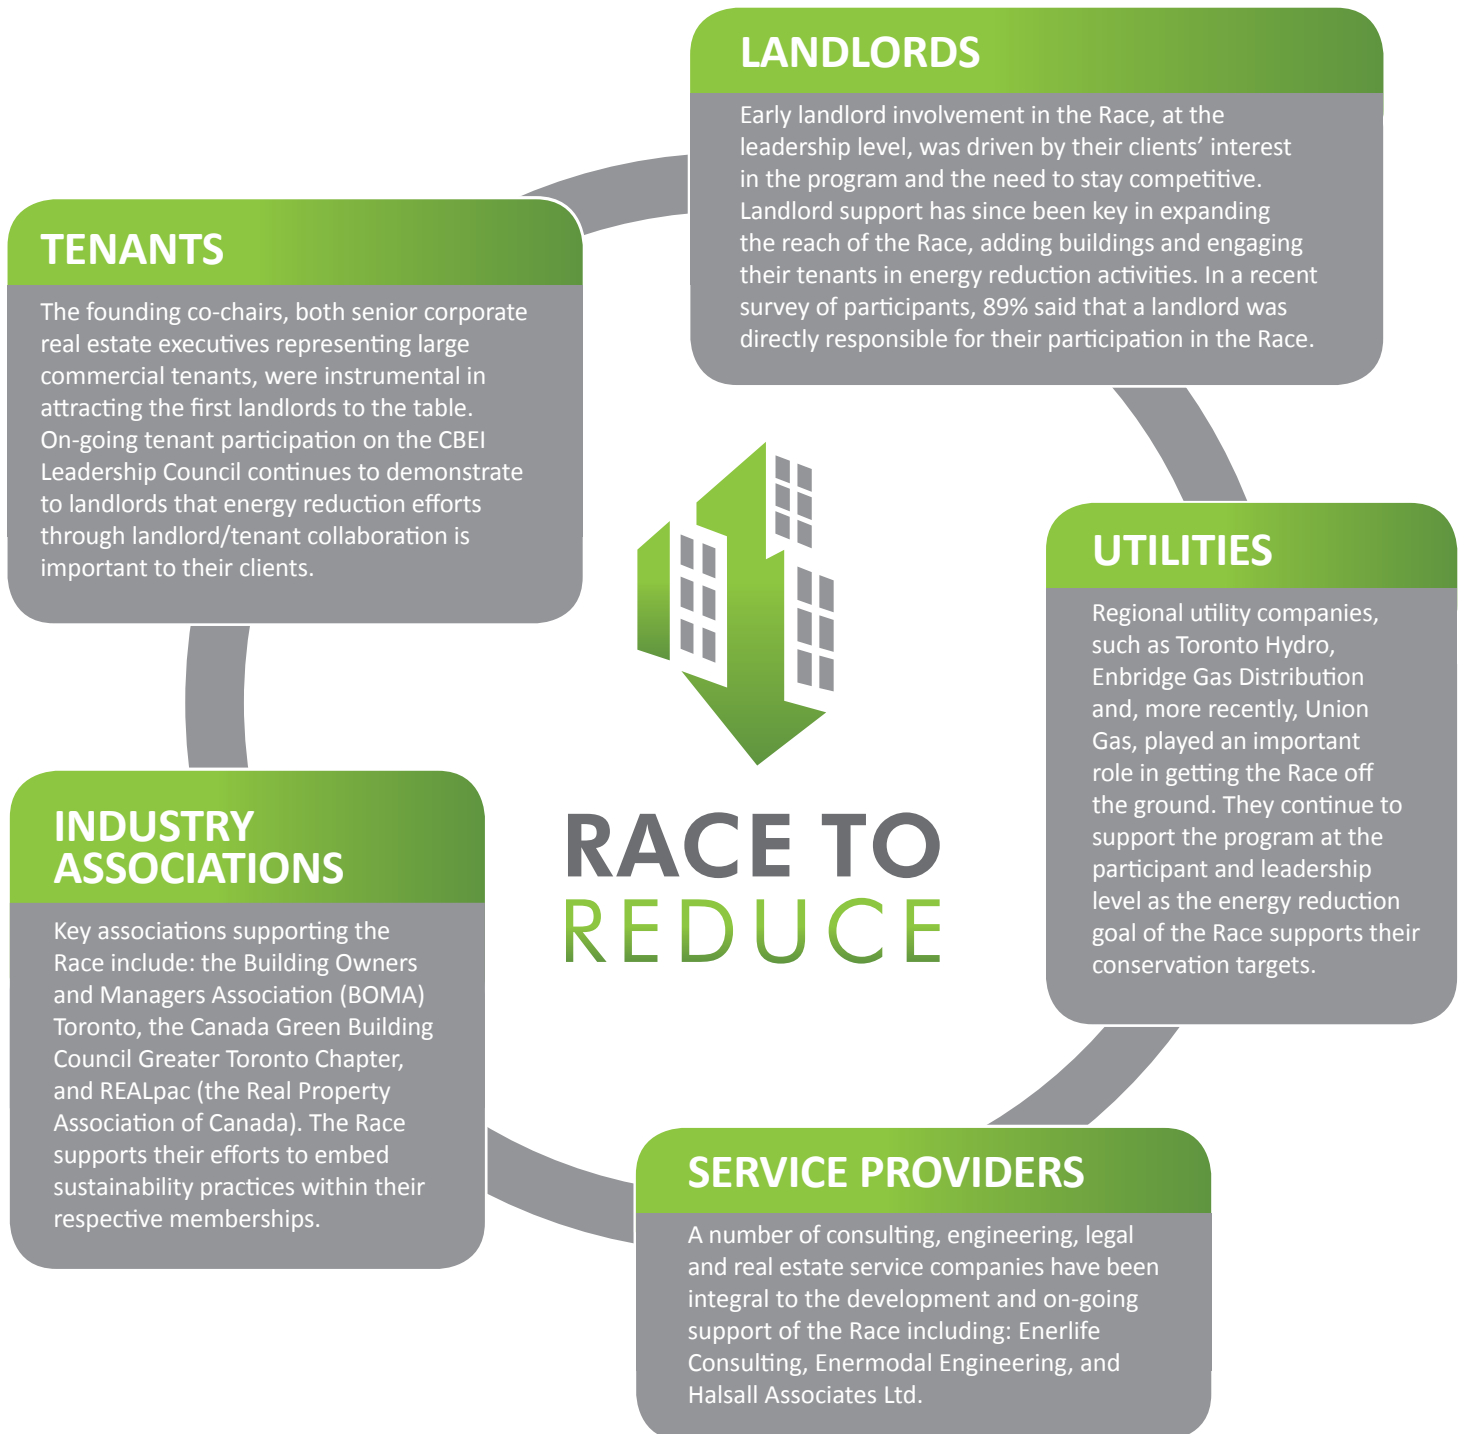 LANDLORDS
Early landlord involvement in the Race, at the
leadership level, was driven by their clients’ interest
in the program and the need to stay competitive.
Landlord support has since been key in expanding
the reach of the Race, adding buildings and engaging
their tenants in energy reduction activities. In a recent
survey of participants, 89% said that a landlord was
directly responsible for their participation in the Race.
TENANTS
The founding co-chairs, both senior corporate
real estate executives representing large
commercial tenants, were instrumental in
attracting the first landlords to the table.
On-going tenant participation on the CBEI
Leadership Council continues to demonstrate
to landlords that energy reduction efforts
through landlord/tenant collaboration is
important to their clients.
UTILITIES
Regional utility companies,
such as Toronto Hydro,
Enbridge Gas Distribution
and, more recently, Union
Gas, played an important
role in getting the Race off
the ground. They continue to
support the program at the
participant and leadership
level as the energy reduction
goal of the Race supports their
conservation targets.
RACE TO
REDUCE
INDUSTRY
ASSOCIATIONS
Key associations supporting the
Race include: the Building Owners
and Managers Association (BOMA)
Toronto, the Canada Green Building
Council Greater Toronto Chapter,
and REALpac (the Real Property
Association of Canada). The Race
supports their efforts to embed
sustainability practices within their
respective memberships.
SERVICE PROVIDERS
A number of consulting, engineering, legal
and real estate service companies have been
integral to the development and on-going
support of the Race including: Enerlife
Consulting, Enermodal Engineering, and
Halsall Associates Ltd.